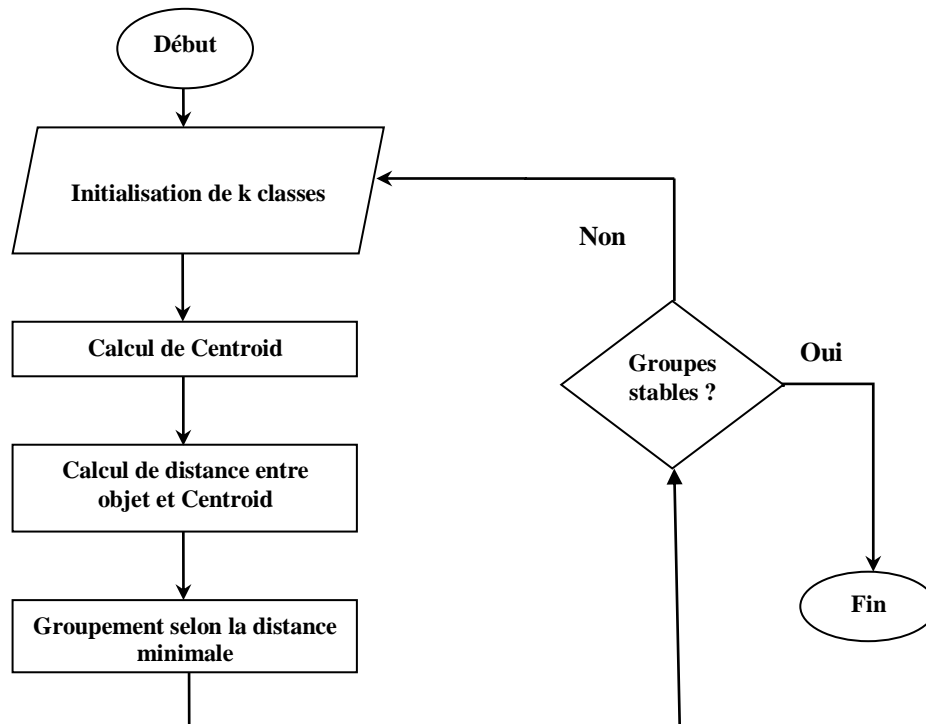 Début
Initialisation de k classes
Non
Calcul de Centroid
Groupes
stables ?
Oui
Calcul de distance entre
objet et Centroid
Groupement selon la distance
minimale
Fin